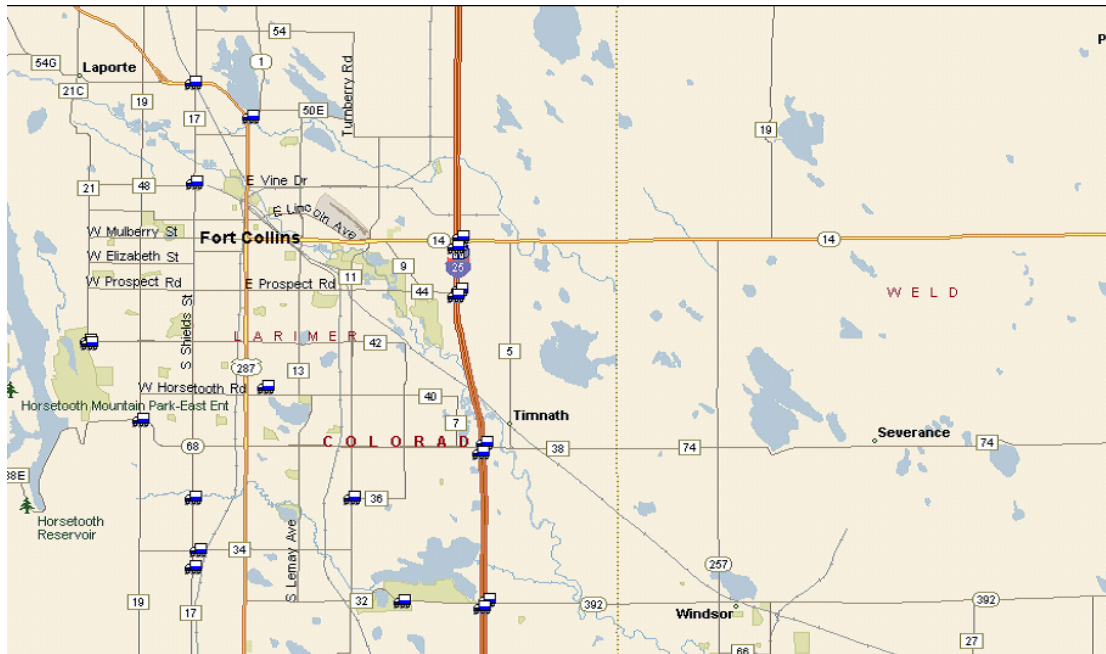 54
P
54G
Laporte
1
Turnberry Rd
21C
19
17
50E
19
21
48
E Vine Dr
E Lincoln Ave
W Mulberry St
Fort Collins
14
14
W Elizabeth St
9
25
W Prospect Rd
E Prospect Rd
11
44
WELD
S Shields St
LARIMER
42
5
287
13
W Horsetooth Rd
40
Horsetooth Mountain Park-East Ent
7
Timnath
Severance
68
COLORAD
38
74
74
38E
36
Horsetooth
Reservoir
S Lemay Ave
34
257
19
17
32
392
392
Windsor
27
66